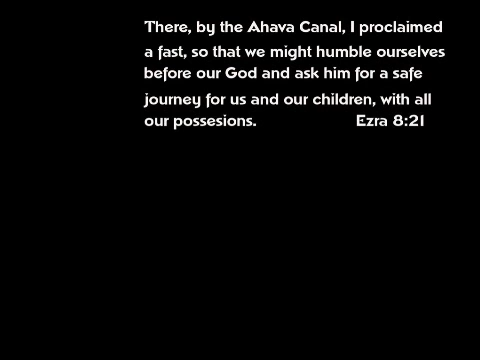 There, by the Ahava Canal, I proclaimed
a fast, so that we might humble ourselves
before our God and ask him for a safe
journey for us and our children, with all
our possesions. Ezra 8:21